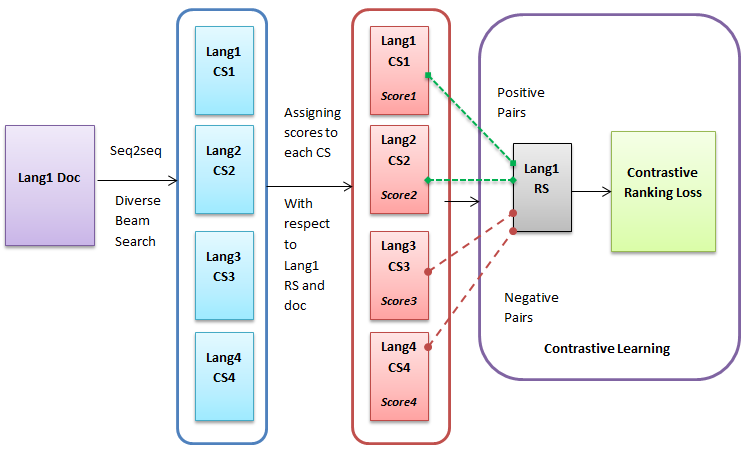 Lang1 Doc
Seq2seq
Diverse
Beam
Search
Lang1
CS1
Lang2
CS2
Lang3
CS3
Lang4
CS4
Assigning
scores to
each CS
With
respect
to
Lang1
RS and
doc
Lang1
CS1
Score1
Lang2
CS2
Score2
Lang3
CS3
Score3
Lang4
CS4
Score4
Positive
Pairs
Lang1
RS
Negative
Pairs
Contrastive
Ranking Loss
Contrastive Learning